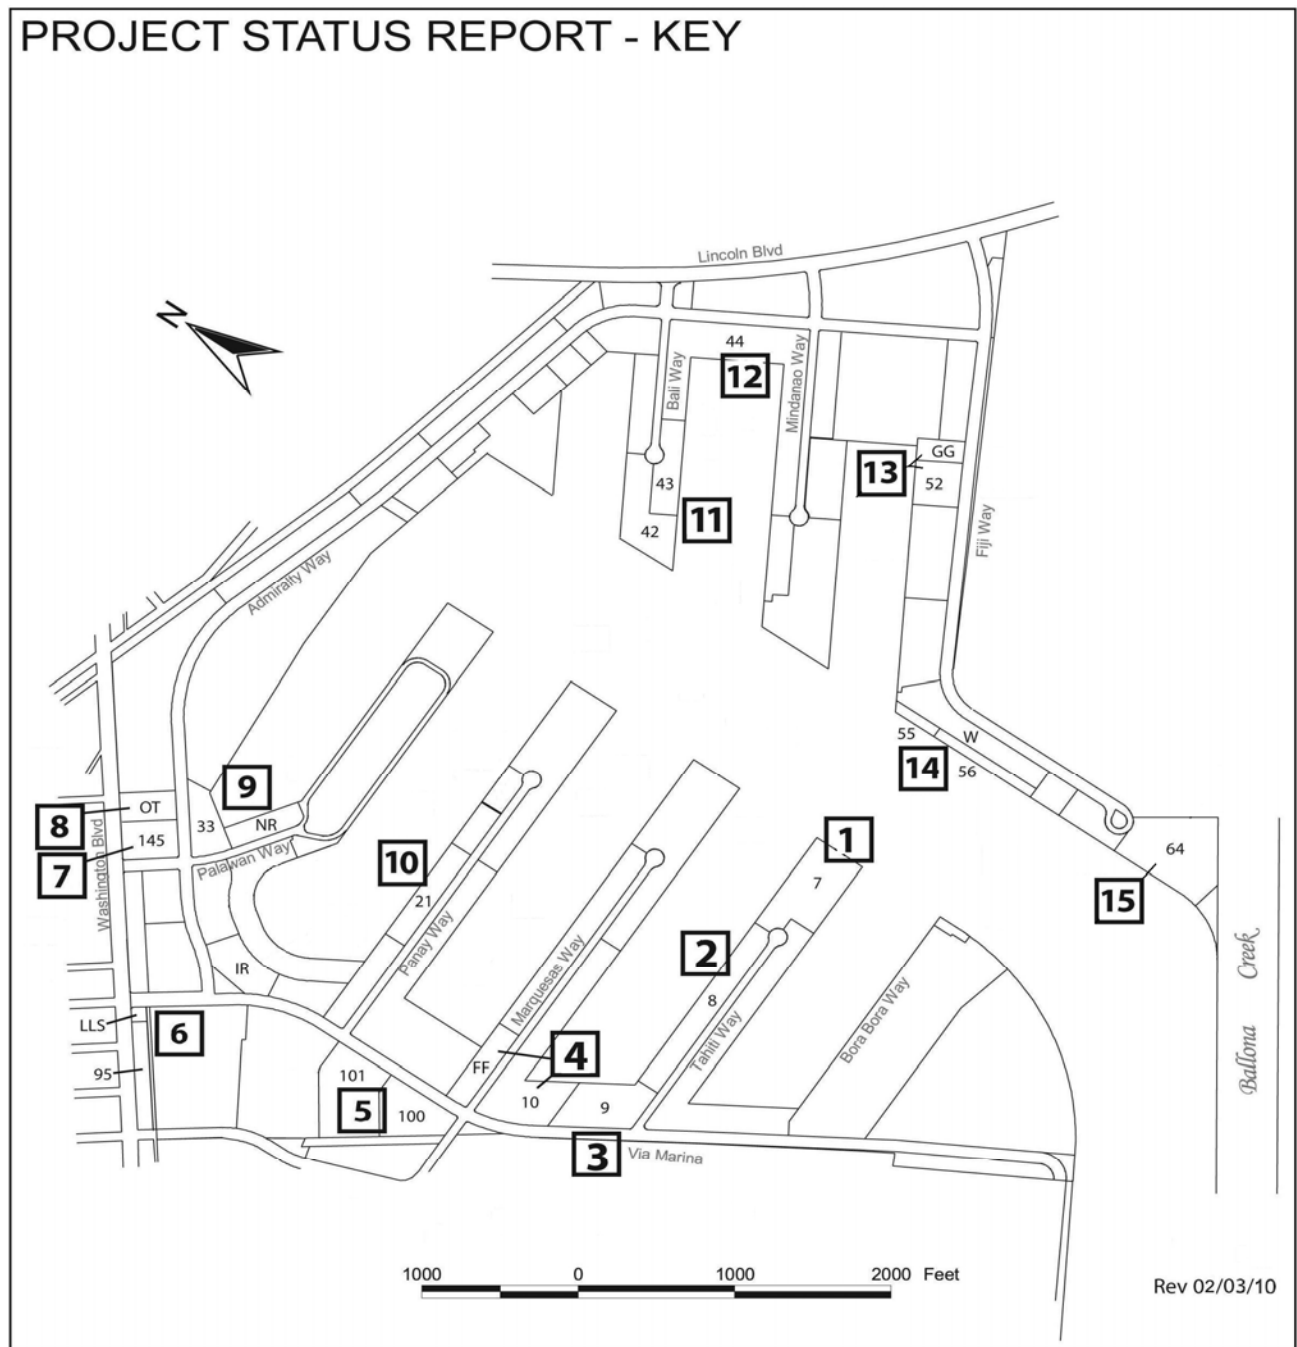 PROJECT STATUS REPORT - KEY
Lincoln Blvd
N
44
12
Bali Way
Mindanao Way
13
GG
52
43
11
42
Fiji Way
Admiralty Way
55
W
14
56
9
8
OT
33
NR
7
145
Washington Blvd
Palawan Way
10
21
1
7
64
15
Panay Way
2
8
IR
Marquesas Way
Tahiti Way
Bora Bora Way
Ballona Creek
LLS
6
95
4
FF
101
5
100
10
9
3
Via Marina
1000 0 1000 2000 Feet
Rev 02/03/10